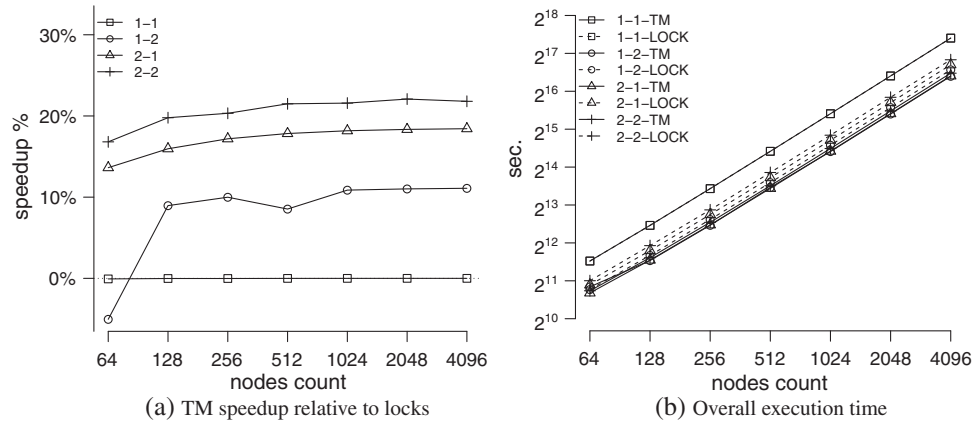 30%
20%
10%
0%
speedup %
1–1
1–2
2–1
2–2
64 128 256 512 1024 2048 4096
nodes count
(a) TM speedup relative to locks
2^18
2^17
2^16
2^15
2^14
2^13
2^12
2^11
2^10
sec.
1–1–TM
1–1–LOCK
1–2–TM
1–2–LOCK
2–1–TM
2–1–LOCK
2–2–TM
2–2–LOCK
64 128 256 512 1024 2048 4096
nodes count
(b) Overall execution time